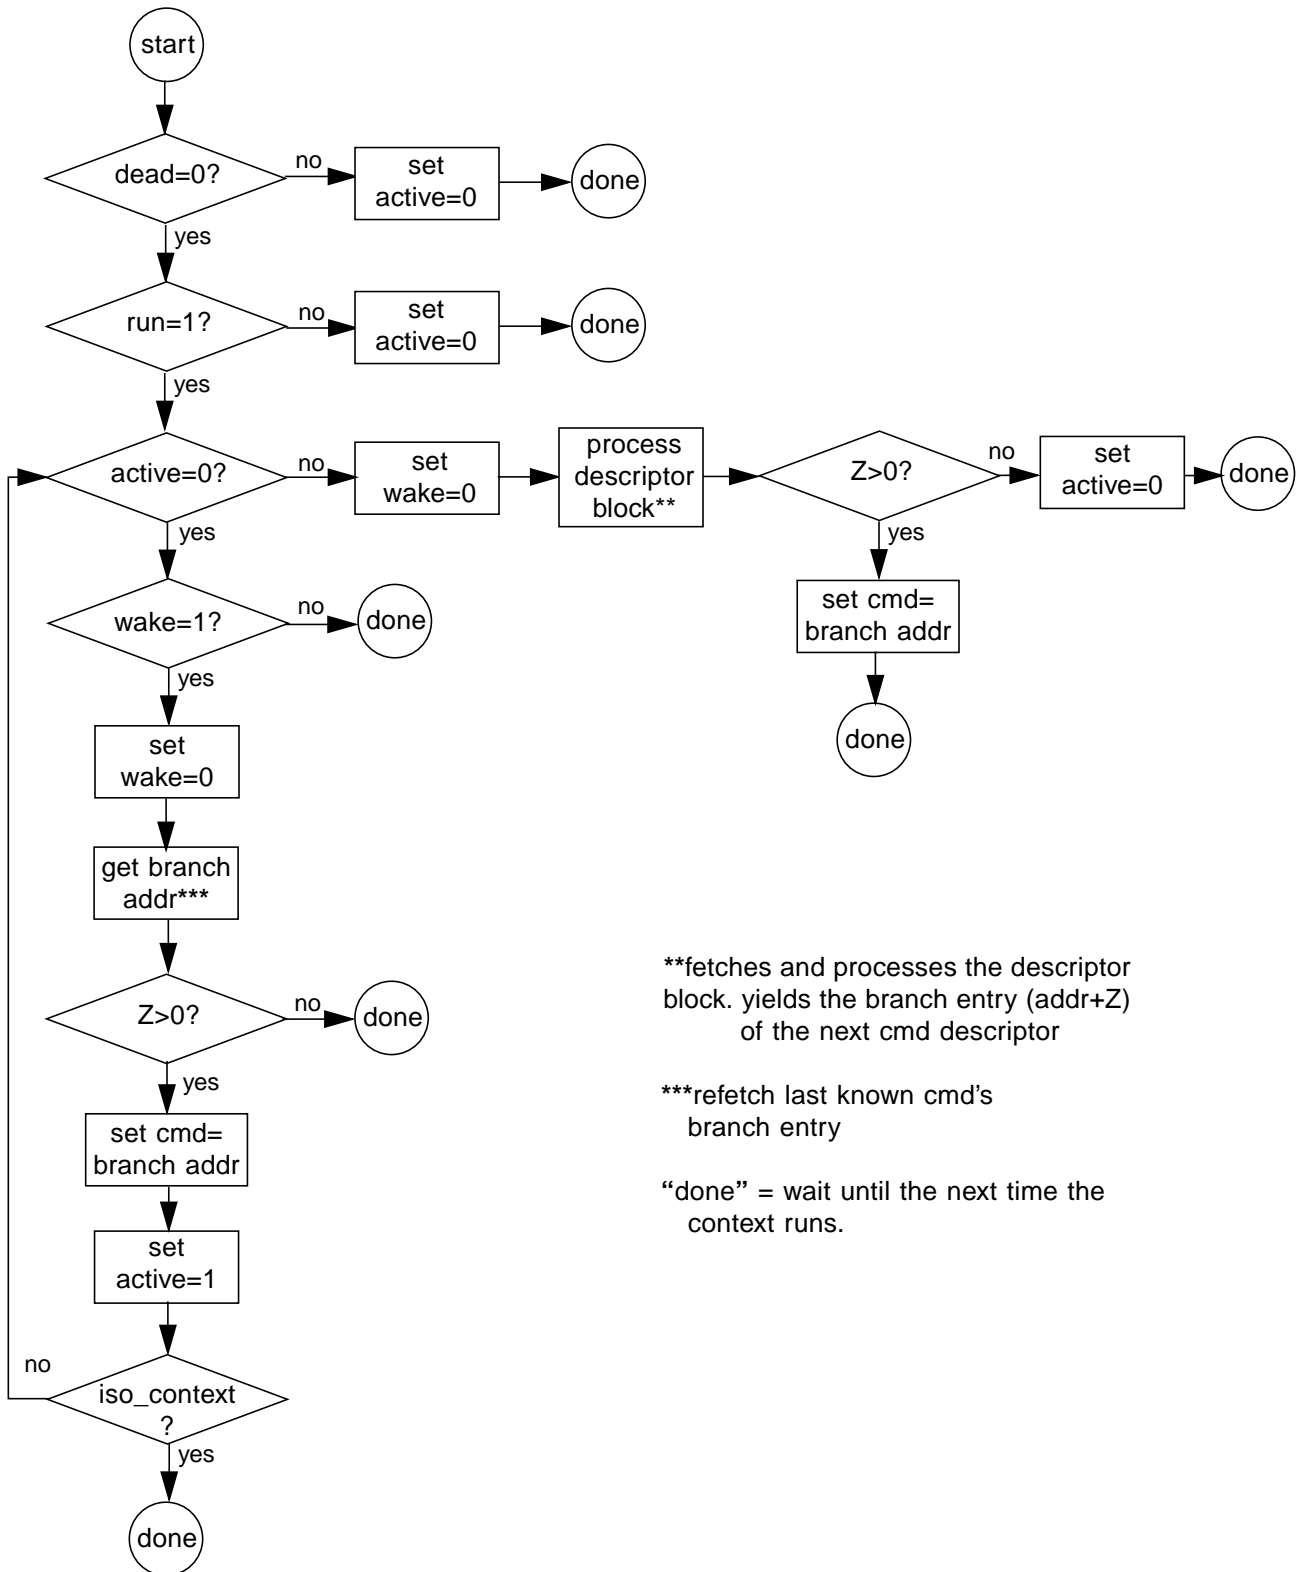 start
dead=0?
no
set
active=0
done
yes
run=1?
no
set
active=0
done
yes
active=0?
no
set
wake=0
process
descriptor
block**
Z>0?
no
set
active=0
done
yes
set cmd=
branch addr
done
yes
wake=1?
no
done
yes
set
wake=0
get branch
addr***
Z>0?
no
done
yes
set cmd=
branch addr
set
active=1
no
iso_context
?
yes
done
**fetches and processes the descriptor
block. yields the branch entry (addr+Z)
of the next cmd descriptor
***refetch last known cmd's
branch entry
“done” = wait until the next time the
context runs.